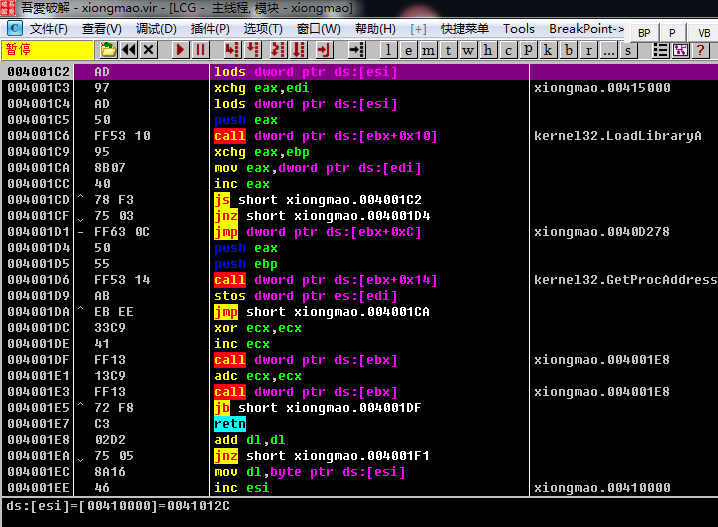 吾愛破解 - xiongmao.vir - [LCG - 主线程, 模块 - xiongmao]
C 文件(F) 查看(V) 调试(D) 插件(P) 选项(T) 窗口(W) 帮助(H) [+] 快捷菜单 Tools BreakPoint-> BP P VB
暂停 l e m t w h c p k b r ... s ?
004001C2 AD lods dword ptr ds:[esi]
004001C3 97 xchg eax,edi xiongmao.00415000
004001C4 AD lods dword ptr ds:[esi]
004001C5 50 push eax
004001C6 FF53 10 call dword ptr ds:[ebx+0x10] kernel32.LoadLibraryA
004001C9 95 xchg eax,ebp
004001CA 8B07 mov eax,dword ptr ds:[edi]
004001CC 40 inc eax
004001CD ^ 78 F3 js short xiongmao.004001C2
004001CF v 75 03 jnz short xiongmao.004001D4
004001D1 - FF63 0C jmp dword ptr ds:[ebx+0xC] xiongmao.0040D278
004001D4 50 push eax
004001D5 55 push ebp
004001D6 FF53 14 call dword ptr ds:[ebx+0x14] kernel32.GetProcAddress
004001D9 AB stos dword ptr es:[edi]
004001DA ^ EB EE jmp short xiongmao.004001CA
004001DC 33C9 xor ecx,ecx
004001DE 41 inc ecx
004001DF FF13 call dword ptr ds:[ebx] xiongmao.004001E8
004001E1 13C9 adc ecx,ecx
004001E3 FF13 call dword ptr ds:[ebx] xiongmao.004001E8
004001E5 ^ 72 F8 jb short xiongmao.004001DF
004001E7 C3 retn
004001E8 02D2 add dl,dl
004001EA v 75 05 jnz short xiongmao.004001F1
004001EC 8A16 mov dl,byte ptr ds:[esi]
004001EE 46 inc esi xiongmao.00410000
ds:[esi]=[00410000]=0041012C